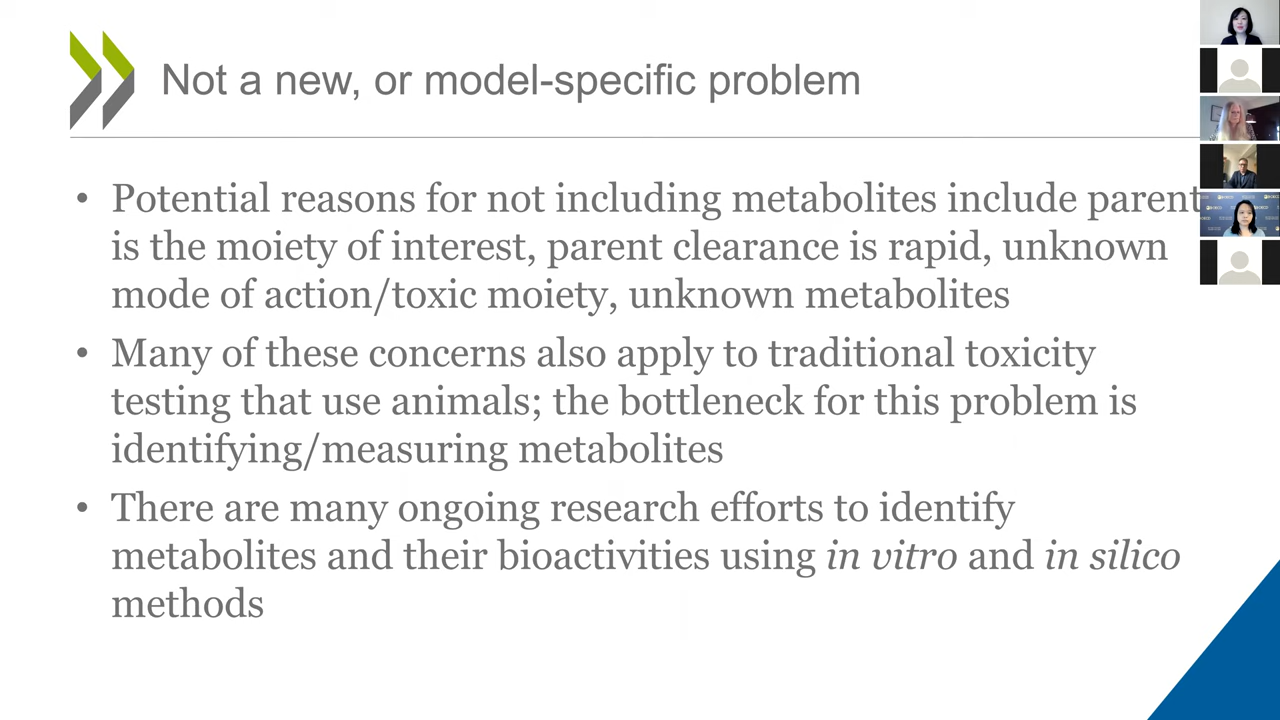 Not a new, or model-specific problem
• Potential reasons for not including metabolites include parent
is the moiety of interest, parent clearance is rapid, unknown
mode of action/toxic moiety, unknown metabolites
• Many of these concerns also apply to traditional toxicity
testing that use animals; the bottleneck for this problem is
identifying/measuring metabolites
• There are many ongoing research efforts to identify
metabolites and their bioactivities using in vitro and in silico
methods